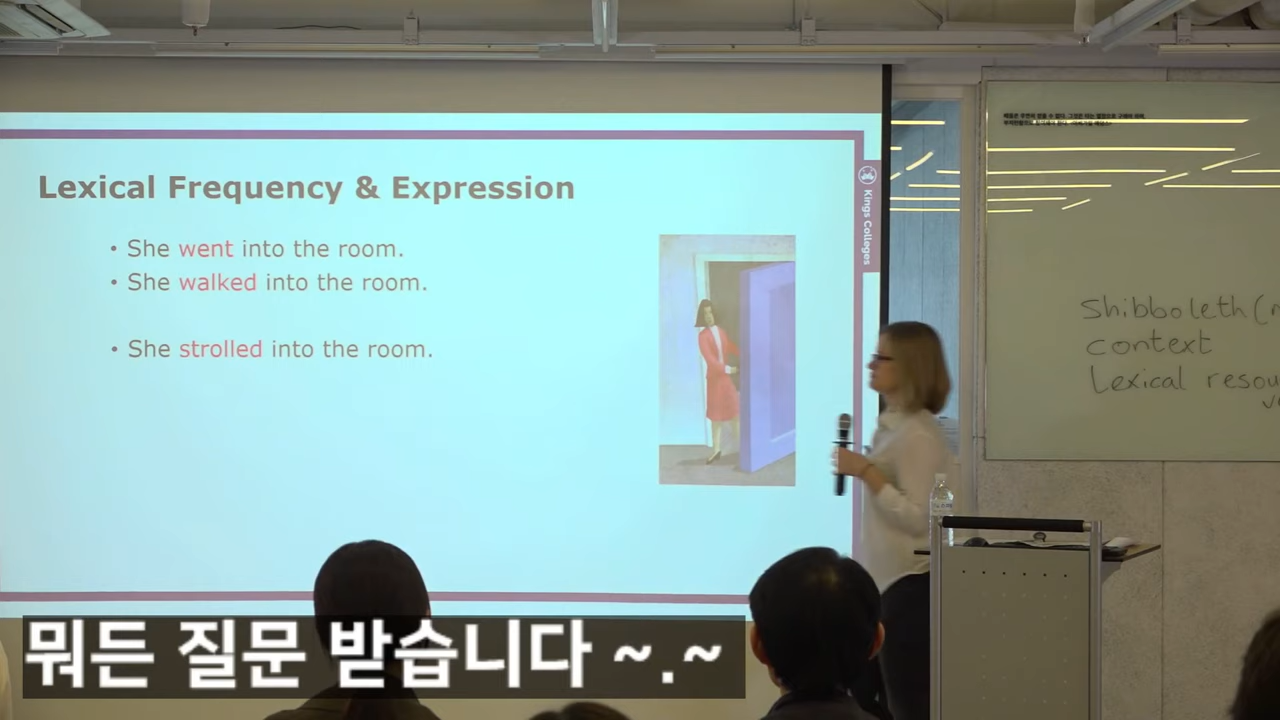 Lexical Frequency & Expression
• She went into the room.
• She walked into the room.
• She strolled into the room.
Kings Colleges
Shibboleth
context
Lexical
뭐든 질문 받습니다 ~.~